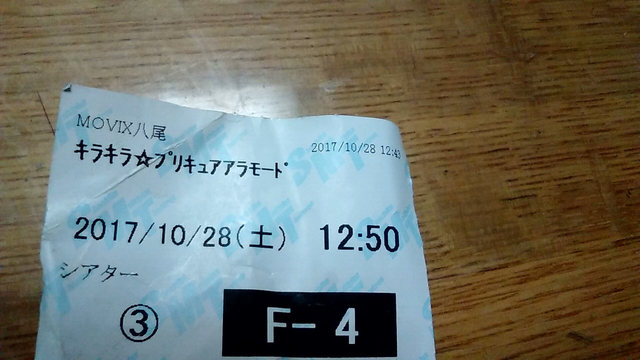 MOVIX八尾
キラキラ☆プリキュアアラモード
2017/10/28 12:43
2017/10/28(土) 12:50
シアター
③ F-4